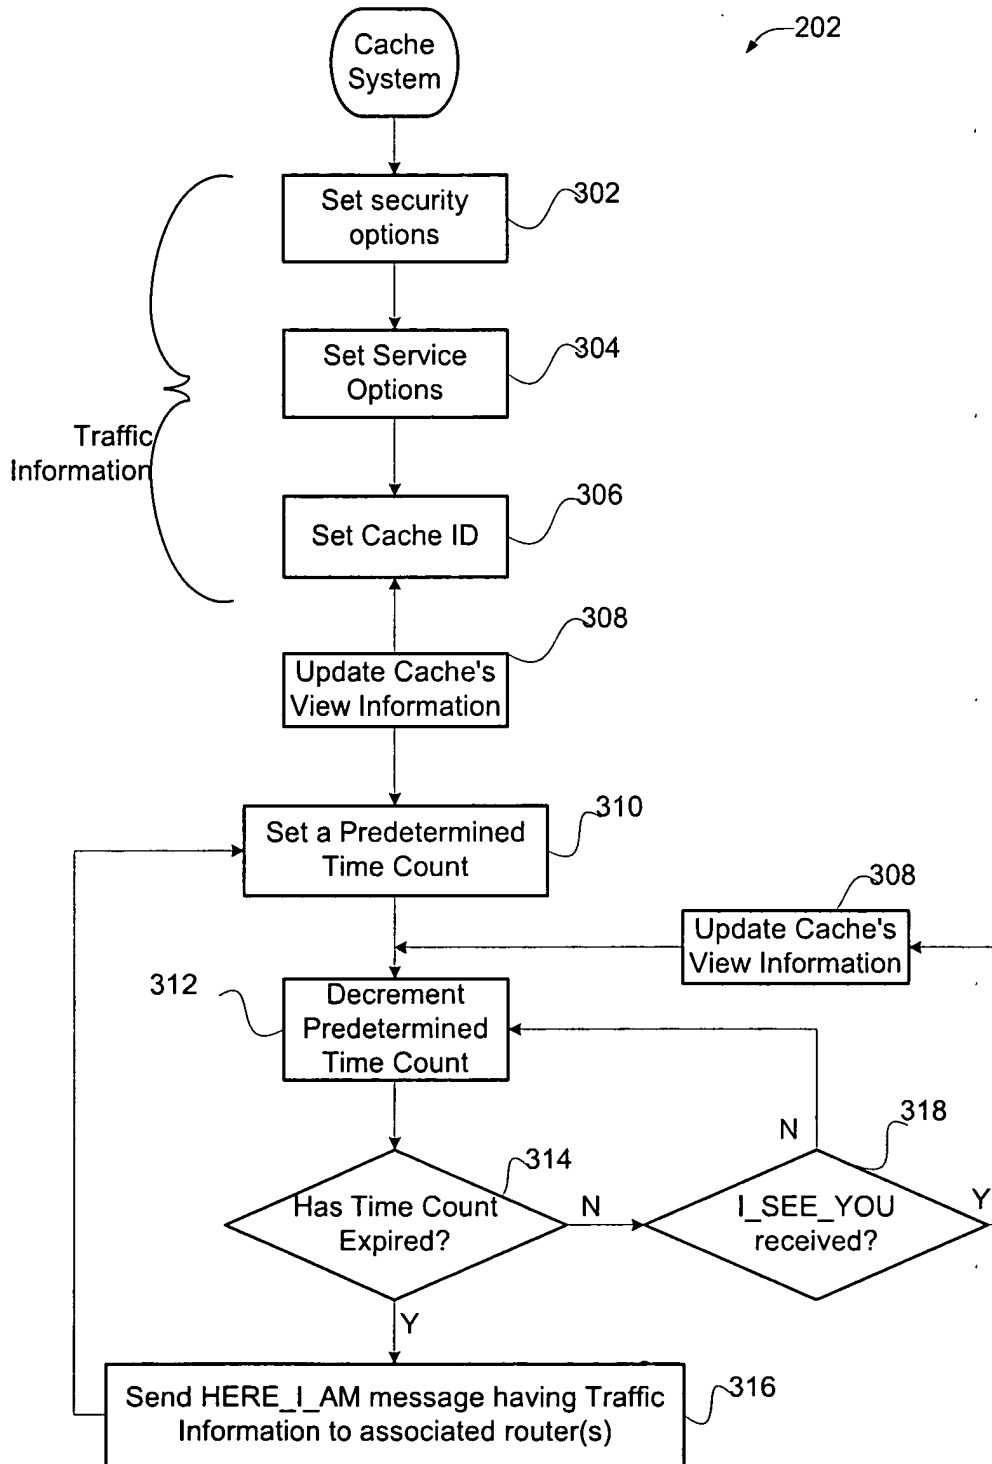 Cache
System
202
Set security
options
302
Set Service
Options
304
Traffic
Information
Set Cache ID
306
Update Cache's
View Information
308
Set a Predetermined
Time Count
310
Update Cache's
View Information
308
312
Decrement
Predetermined
Time Count
Has Time Count
Expired?
314
N
Y
I_SEE_YOU
received?
318
N
Y
Send HERE_I_AM message having Traffic
Information to associated router(s)
316